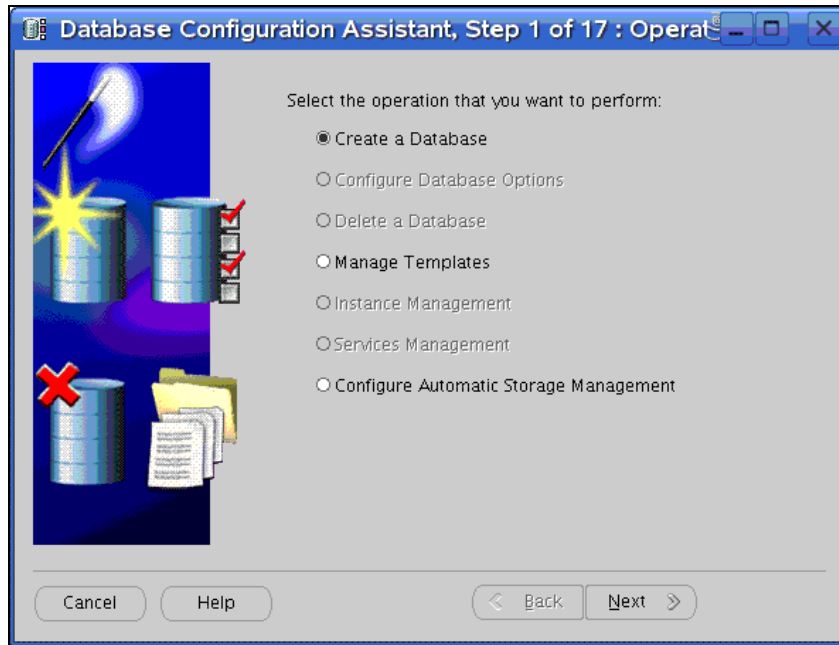 Database Configuration Assistant, Step 1 of 17 : Operat
Select the operation that you want to perform:
Create a Database
Configure Database Options
Delete a Database
Manage Templates
Instance Management
Services Management
Configure Automatic Storage Management
Cancel
Help
Back
Next